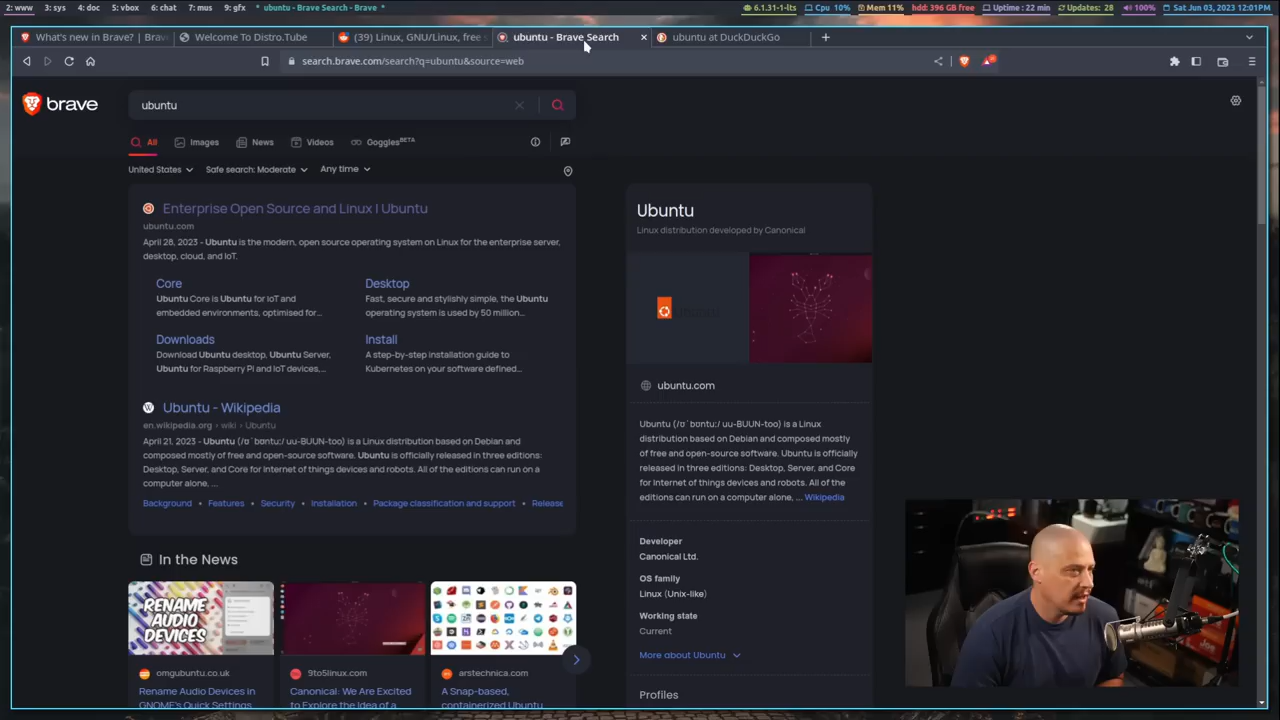 2: www 3: sys 4: doc 5: vbox 6: chat 7: mus 9: gfx * ubuntu - Brave Search - Brave * 6.1.31-1-lts Cpu 10% Mem 11% hdd: 393G free Uptime : 22 min Updates: 28 100% Sat, Jun 03, 2023 12:01PM
What's new in Brave? | Brav Welcome To Distro.Tube (39) Linux, GNU/Linux, free s ubuntu - Brave Search ubuntu at DuckDuckGo
search.brave.com/search?q=ubuntu&source=web
brave ubuntu
All Images News Videos Goggles BETA
United States Safe search: Moderate Any time
Enterprise Open Source and Linux | Ubuntu
ubuntu.com
April 28, 2023 - Ubuntu is the modern, open source operating system on Linux for the enterprise server,
desktop, cloud, and IoT.
Core
Ubuntu Core is Ubuntu for IoT and
embedded environments, optimised for...
Desktop
Fast, secure and stylishly simple, the Ubuntu
operating system is used by 50 million...
Downloads
Download Ubuntu desktop, Ubuntu Server,
Ubuntu for Raspberry Pi and IoT devices,...
Install
A step-by-step installation guide to
Kubernetes on your software defined...
W Ubuntu - Wikipedia
en.wikipedia.org › wiki › Ubuntu
April 21, 2023 - Ubuntu (/ʊˈbʊntuː/ uu-BUUN-too) is a Linux distribution based on Debian and
composed mostly of free and open-source software. Ubuntu is officially released in three editions:
Desktop, Server, and Core for Internet of things devices and robots. All of the editions can run on a
computer alone, ...
Background • Features • Security • Installation • Package classification and support • Release
In the News
RENAME
AUDIO
DEVICES
omgubuntu.co.uk
Rename Audio Devices in
GNOME's Quick Settings
9to5linux.com
Canonical: We Are Excited
to Explore the Idea of a
arstechnica.com
A Snap-based,
containerized Ubuntu
Ubuntu
Linux distribution developed by Canonical
ubuntu.com
Ubuntu (/ʊˈbʊntuː/ uu-BUUN-too) is a Linux
distribution based on Debian and composed mostly
of free and open-source software. Ubuntu is officially
released in three editions: Desktop, Server, and Core
for Internet of things devices and robots. All of the
editions can run on a computer alone, ... Wikipedia
Developer
Canonical Ltd.
OS family
Linux (Unix-like)
Working state
Current
More about Ubuntu
Profiles